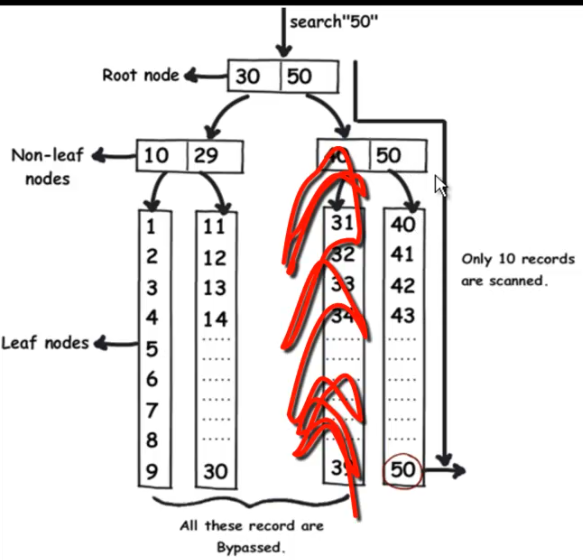 search"50"
Root node
30 50
Non-leaf
nodes
10 29
50
1 11 31 40
2 12 32 41
3 13 33 42
4 14 34 43
Leaf nodes
5
6
7
8
9 30 39 50
Only 10 records
are scanned.
All these record are
Bypassed.